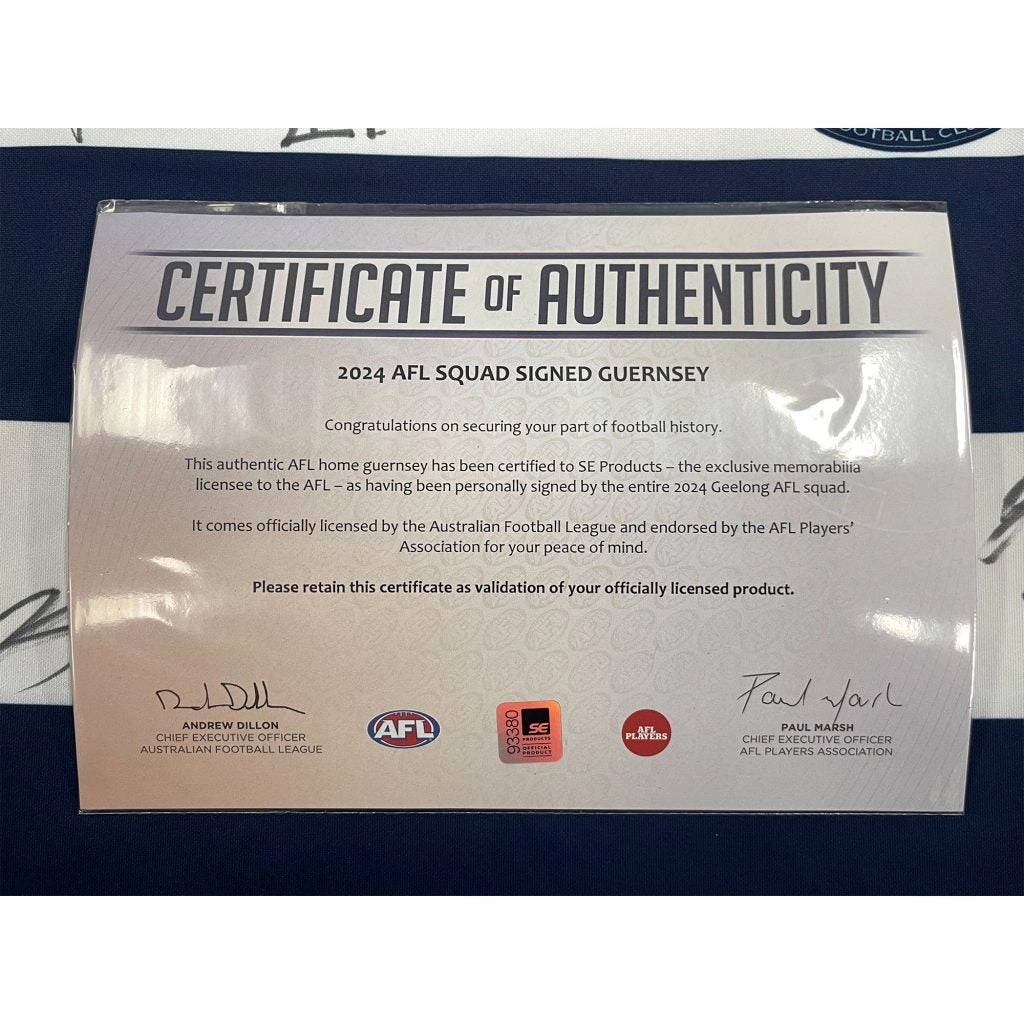 OOTBALL CL
CERTIFICATE OF AUTHENTICITY
2024 AFL SQUAD SIGNED GUERNSEY
Congratulations on securing your part of football history.
This authentic AFL home guernsey has been certified to SE Products – the exclusive memorabilia
licensee to the AFL – as having been personally signed by the entire 2024 Geelong AFL squad.
It comes officially licensed by the Australian Football League and endorsed by the AFL Players’
Association for your peace of mind.
Please retain this certificate as validation of your officially licensed product.
Paul Marsh
ANDREW DILLON
CHIEF EXECUTIVE OFFICER
AUSTRALIAN FOOTBALL LEAGUE
AFL
93380
SE
PRODUCTS
OFFICIAL
PRODUCT
AFL
PLAYERS
PAUL MARSH
CHIEF EXECUTIVE OFFICER
AFL PLAYERS ASSOCIATION